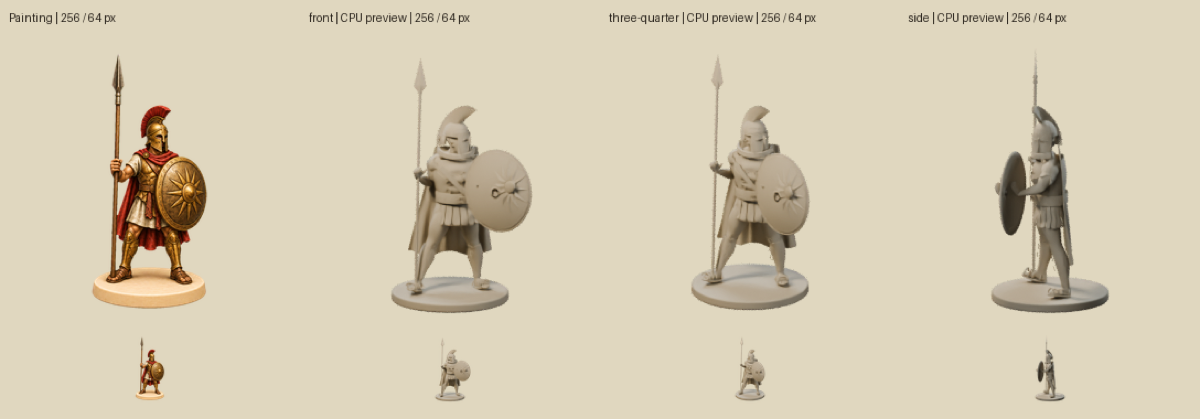 Painting | 256 / 64 px
front | CPU preview | 256 / 64 px
three-quarter | CPU preview | 256 / 64 px
side | CPU preview | 256 / 64 px